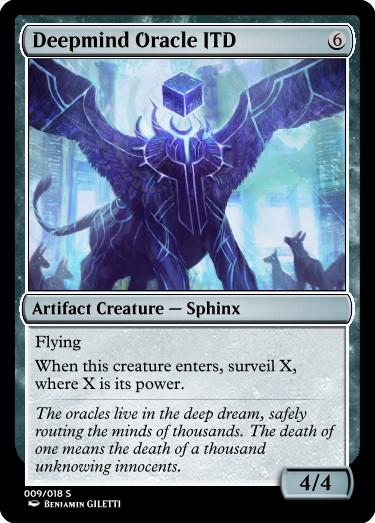 Deepmind Oracle ITD 6
Artifact Creature — Sphinx
Flying
When this creature enters, surveil X,
where X is its power.
The oracles live in the deep dream, safely
routing the minds of thousands. The death of
one means the death of a thousand
unknowing innocents.
4/4
009/018 S
Benjamin GILETTI